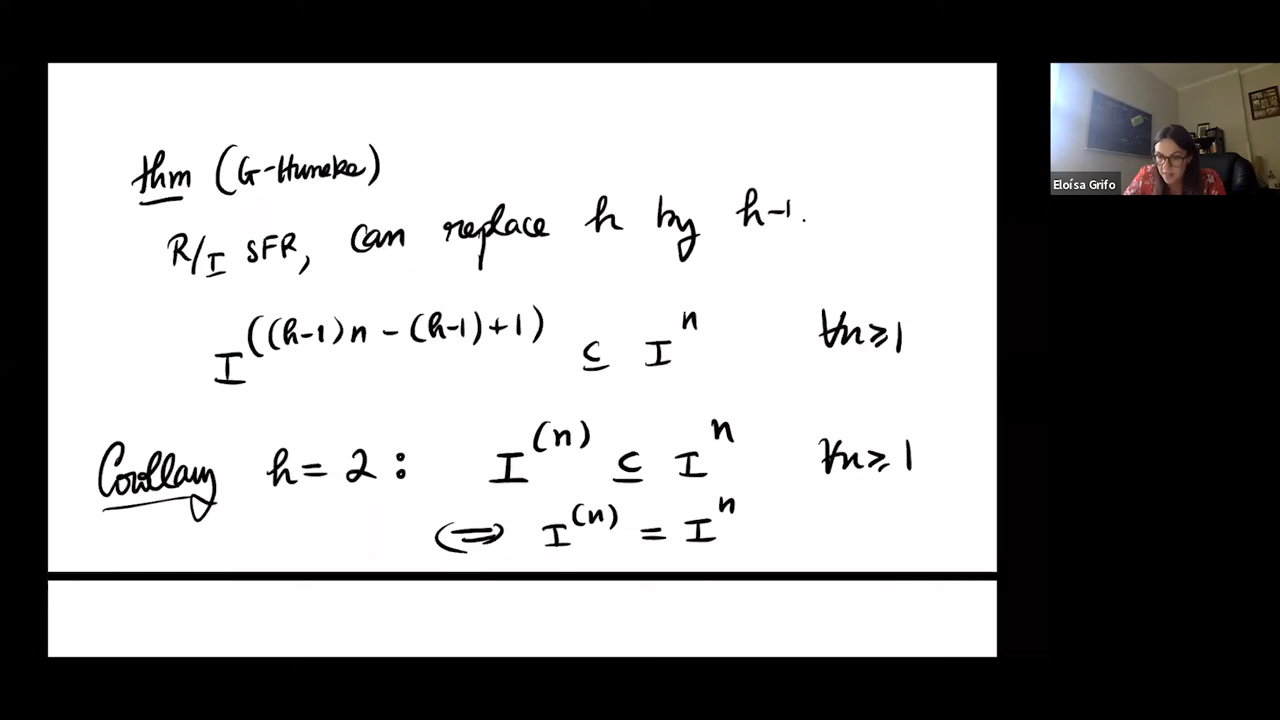 thm (G-Huneke)
R/I SFR, can replace h by h-1.
I^((h-1)n - (h-1)+1) ⊆ I^n ∀n≥1
Corollary h=2: I^(n) ⊆ I^n ∀n≥1
⟺ I^(n) = I^n
Eloísa Grifo